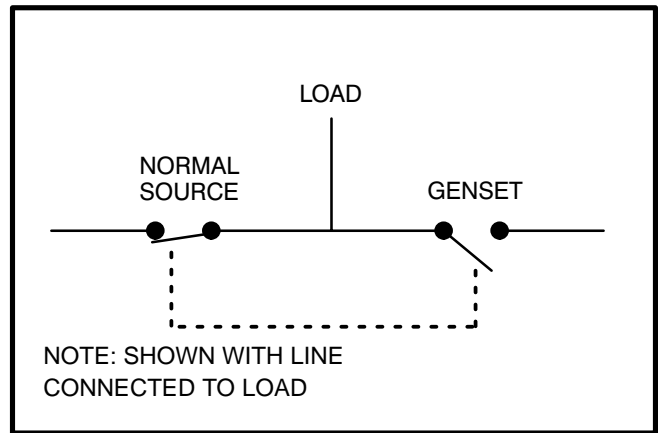 LOAD
NORMAL
SOURCE
GENSET
NOTE: SHOWN WITH LINE
CONNECTED TO LOAD